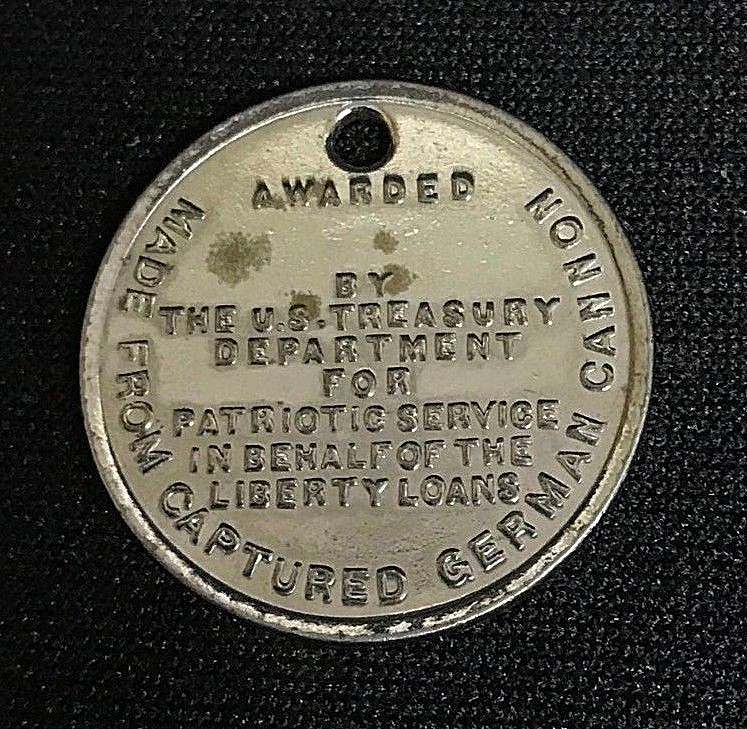 AWARDED
BY
THE U.S. TREASURY
DEPARTMENT
FOR
PATRIOTIC SERVICE
IN BEHALF OF THE
LIBERTY LOANS
MADE FROM CAPTURED GERMAN CANNON